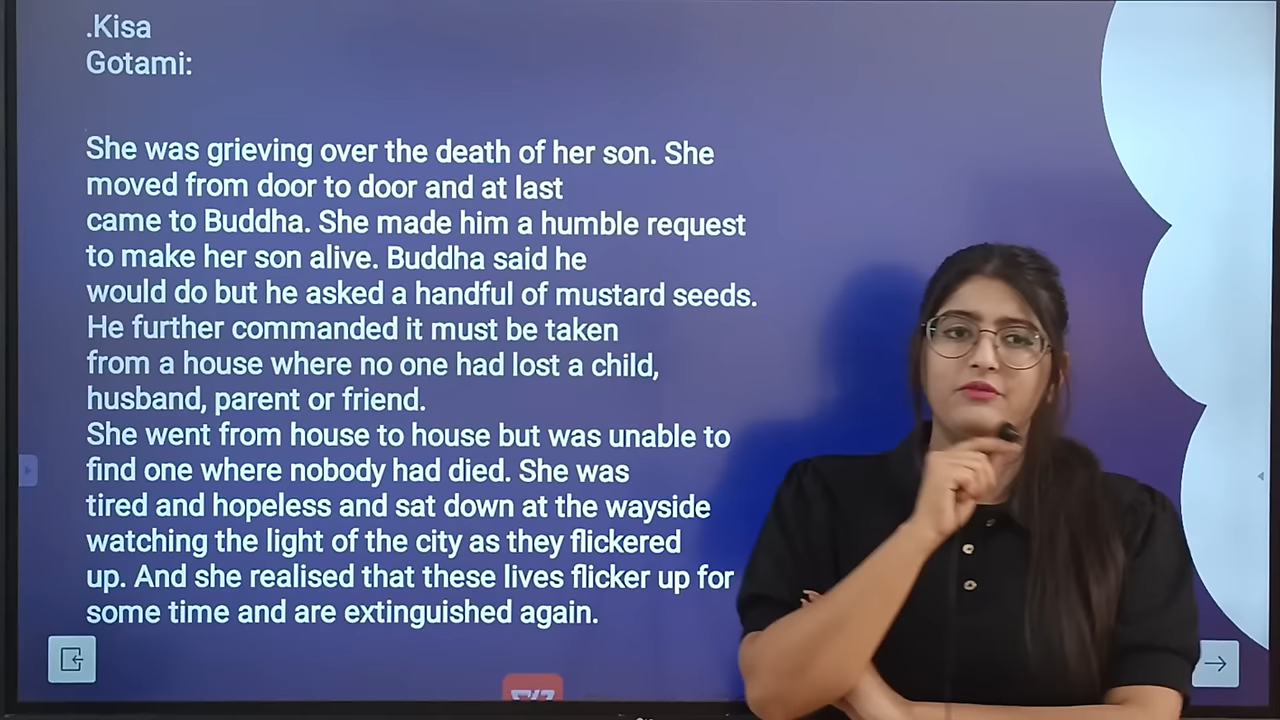 .Kisa
Gotami:
She was grieving over the death of her son. She
moved from door to door and at last
came to Buddha. She made him a humble request
to make her son alive. Buddha said he
would do but he asked a handful of mustard seeds.
He further commanded it must be taken
from a house where no one had lost a child,
husband, parent or friend.
She went from house to house but was unable to
find one where nobody had died. She was
tired and hopeless and sat down at the wayside
watching the light of the city as they flickered
up. And she realised that these lives flicker up for
some time and are extinguished again.